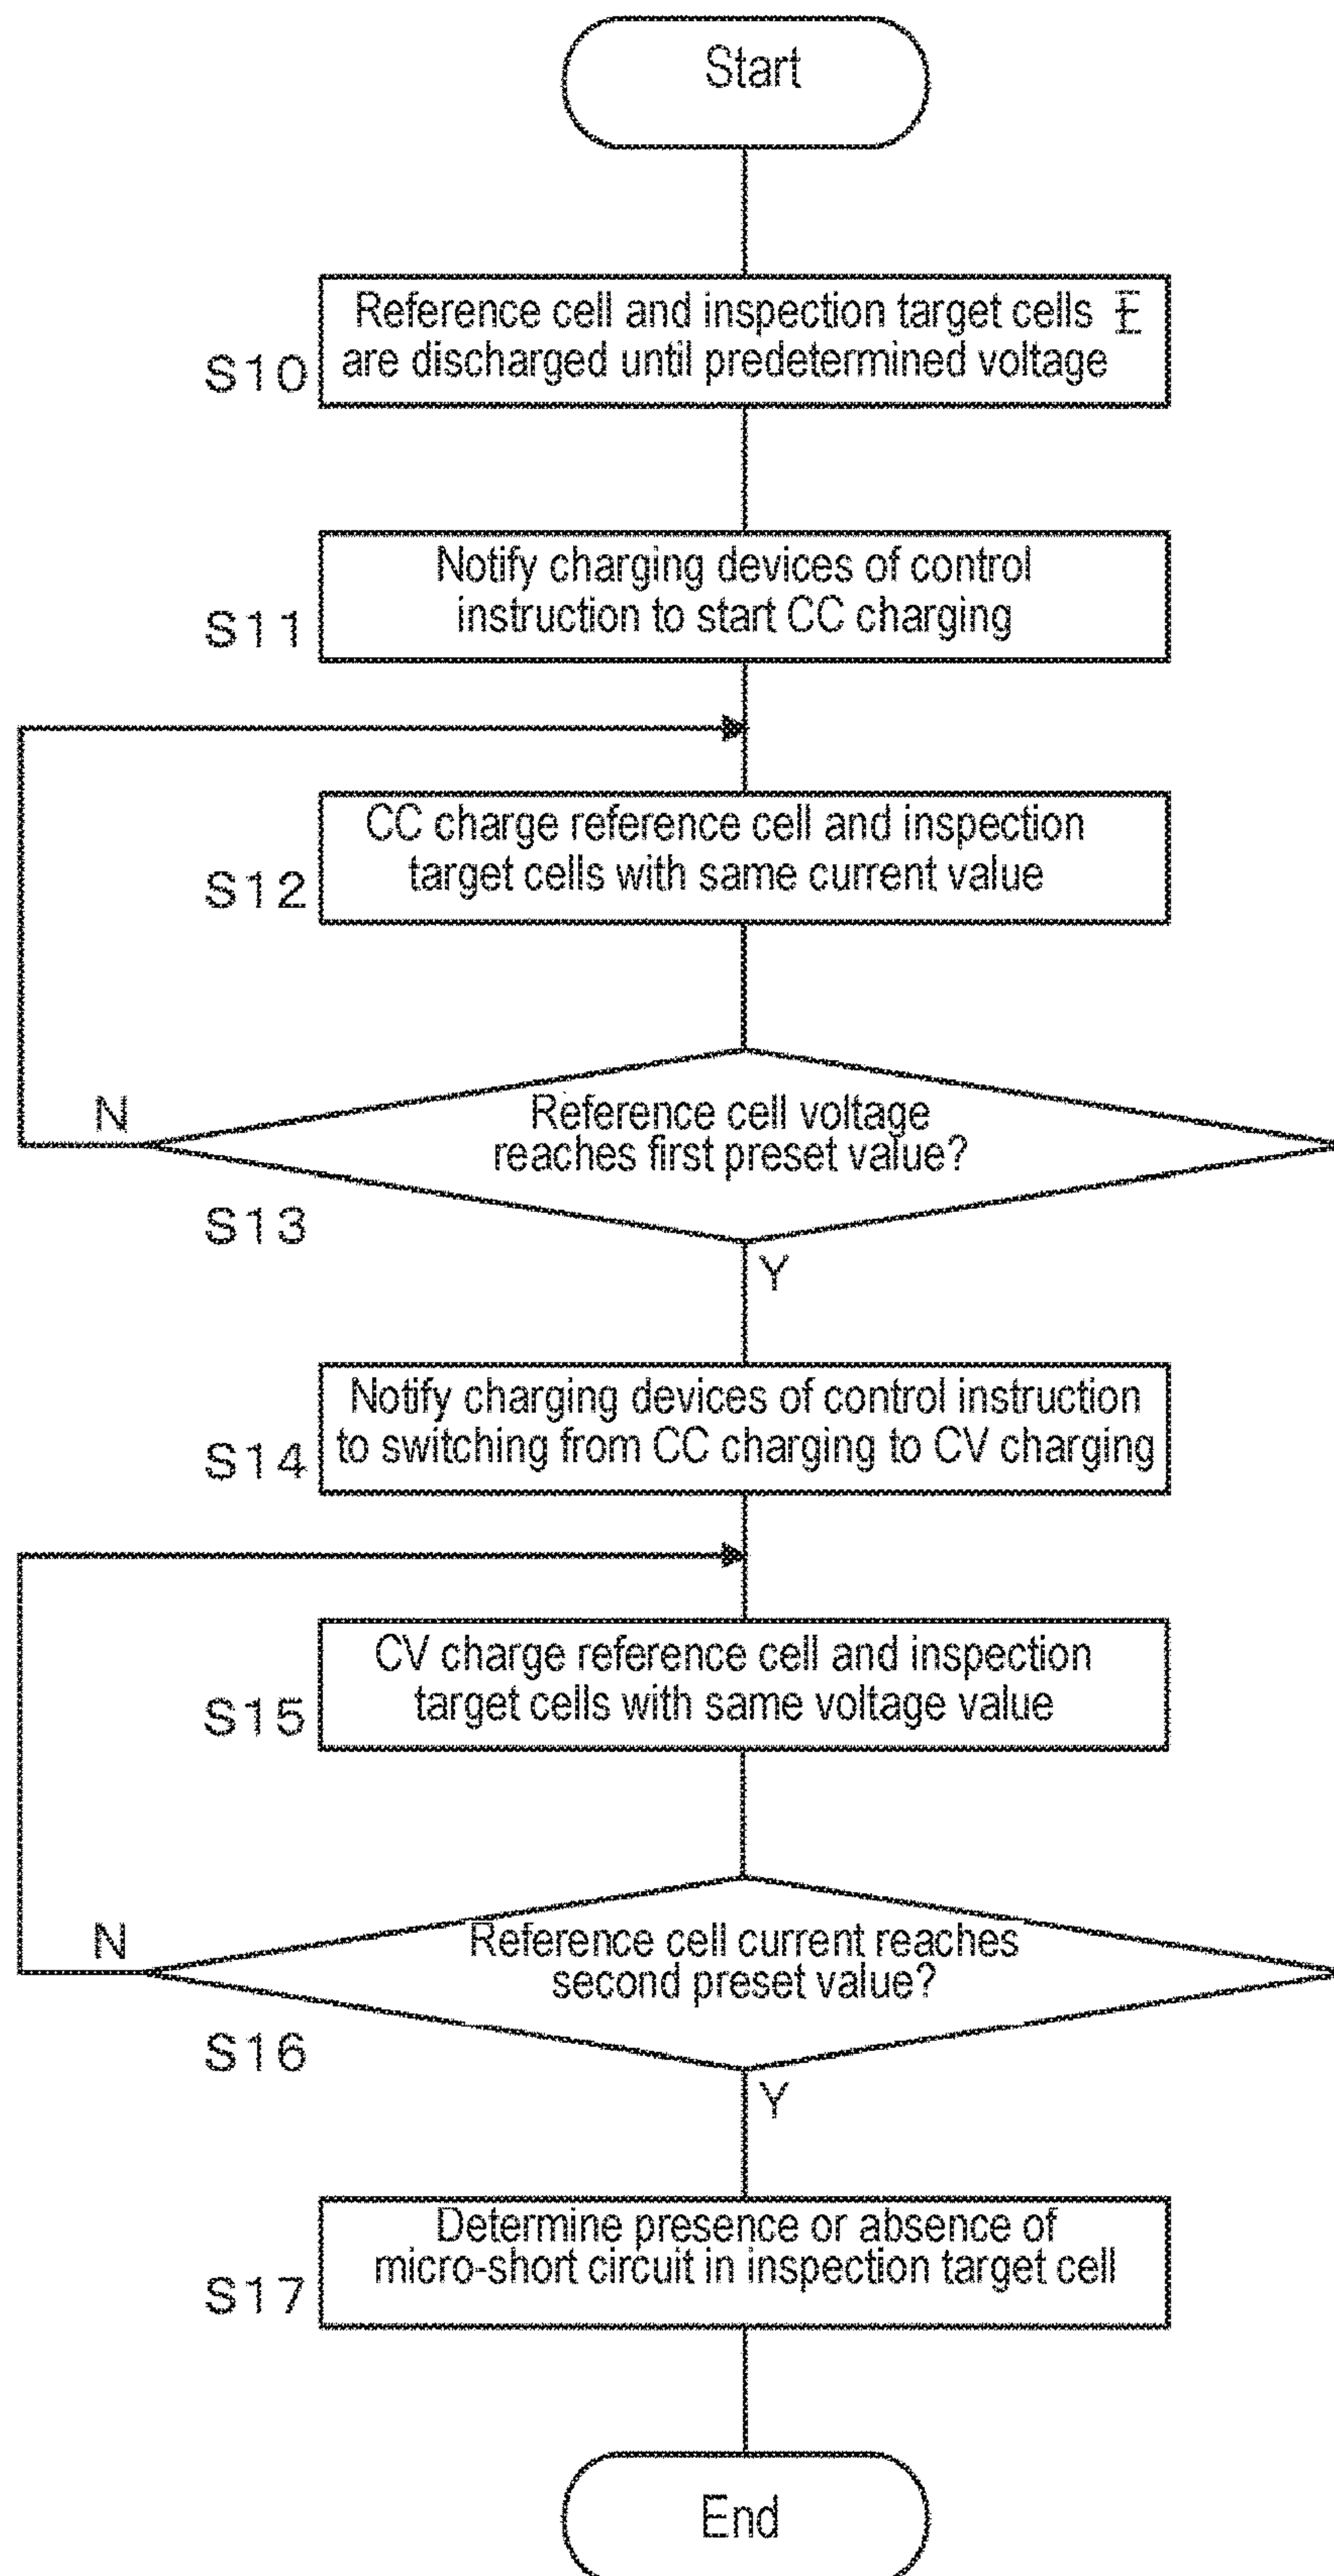 Start
Reference cell and inspection target cells
S10
are discharged until predetermined voltage
Notify charging devices of control
S11
instruction to start CC charging
CC charge reference cell and inspection
S12
target cells with same current value
N
Reference cell voltage
reaches first preset value?
S13
Y
Notify charging devices of control instruction
S14
to switching from CC charging to CV charging
CV charge reference cell and inspection
S15
target cells with same voltage value
N
Reference cell current reaches
second preset value?
S16
Y
Determine presence or absence of
S17
micro-short circuit in inspection target cell
End